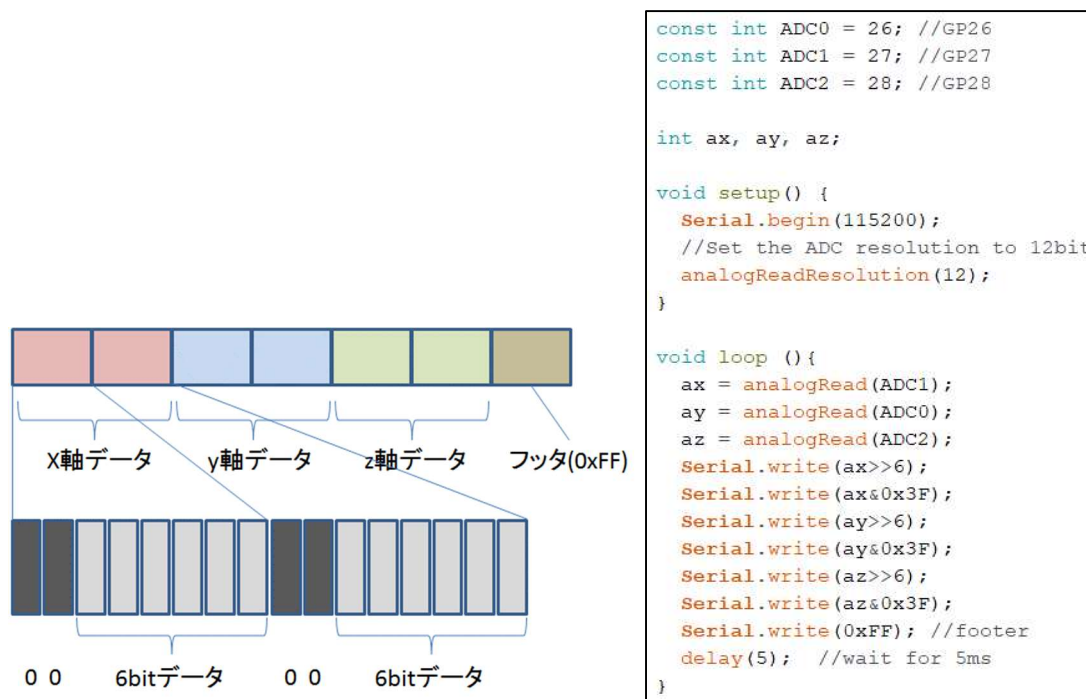 X軸データ
y軸データ
z軸データ
フッタ(0xFF)
0 0
6bitデータ
0 0
6bitデータ
const int ADC0 = 26; //GP26
const int ADC1 = 27; //GP27
const int ADC2 = 28; //GP28
int ax, ay, az;
void setup() {
Serial.begin(115200);
//Set the ADC resolution to 12bit
analogReadResolution(12);
}
void loop (){
ax = analogRead(ADC1);
ay = analogRead(ADC0);
az = analogRead(ADC2);
Serial.write(ax>>6);
Serial.write(ax&0x3F);
Serial.write(ay>>6);
Serial.write(ay&0x3F);
Serial.write(az>>6);
Serial.write(az&0x3F);
Serial.write(0xFF); //footer
delay(5);  //wait for 5ms
}